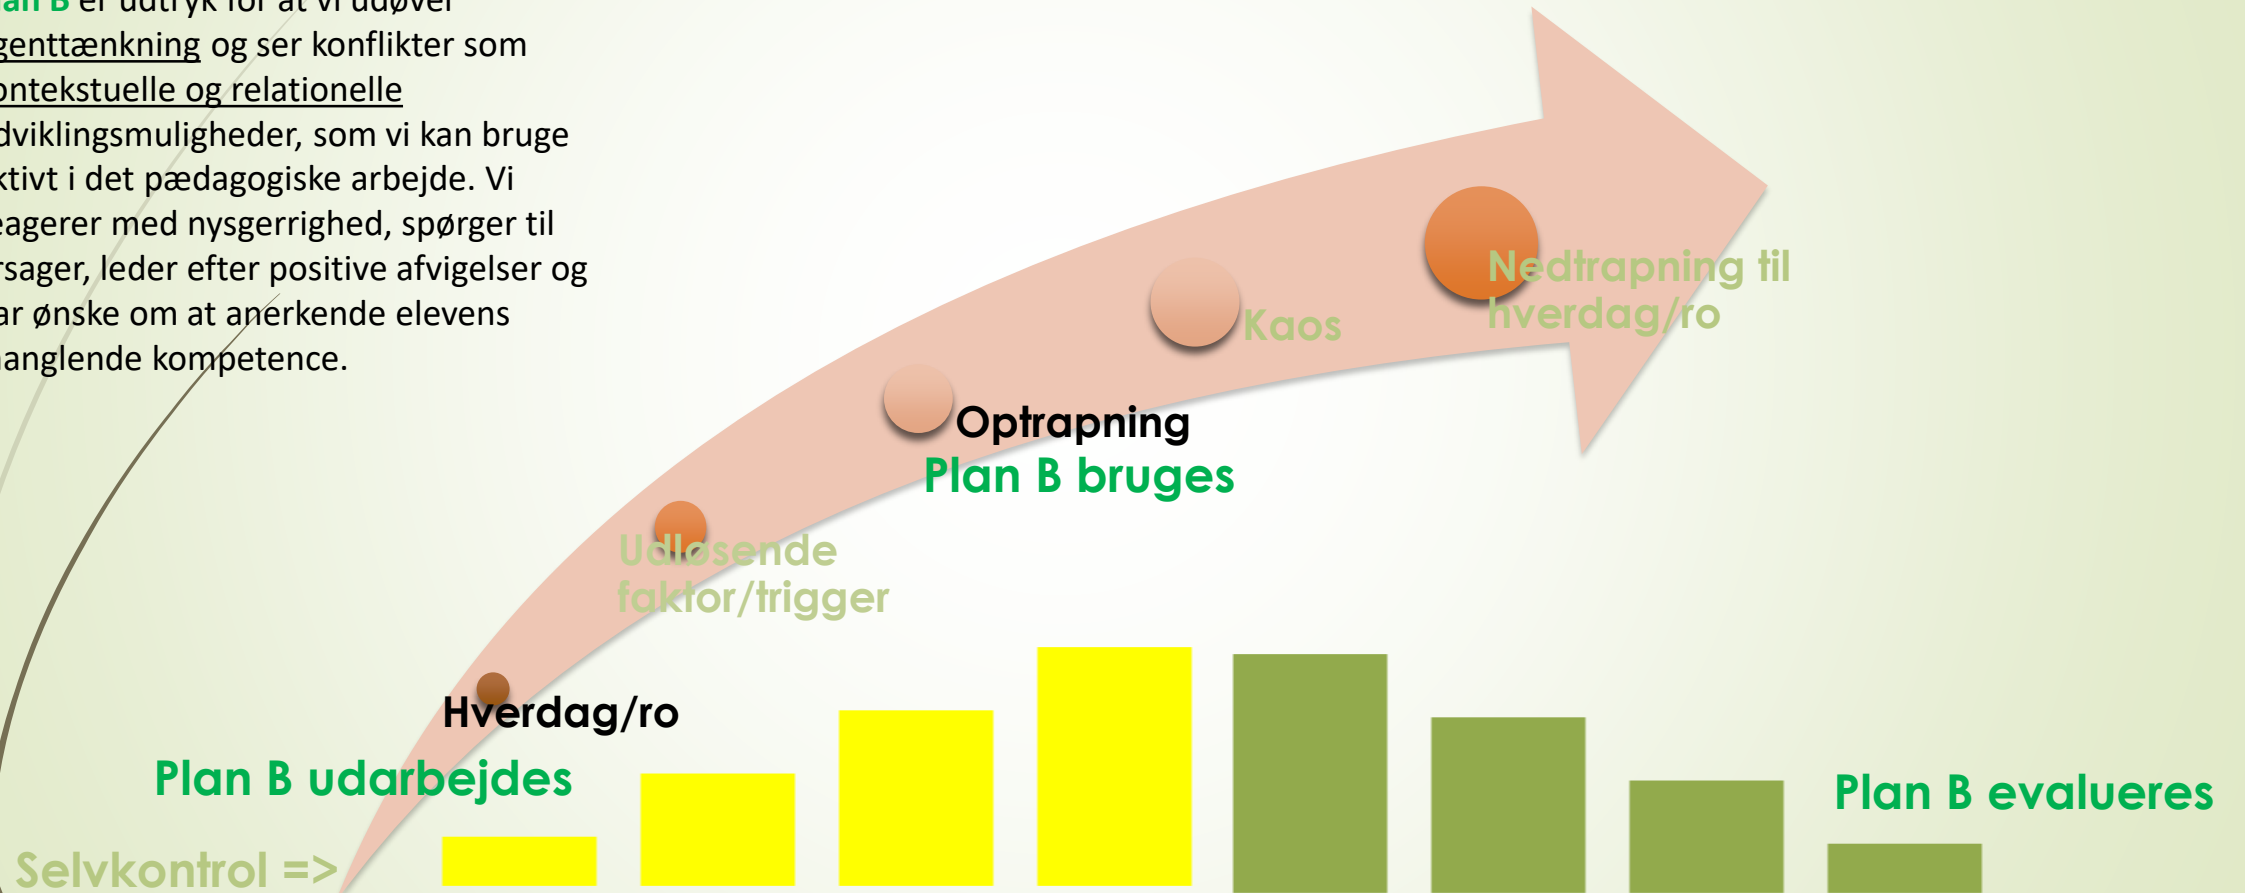 lan B er udtryk for at vi udøver
genttænkning og ser konflikter som
ontekstuelle og relationelle
dviklingsmuligheder, som vi kan bruge
ktivt i det pædagogiske arbejde. Vi
eagerer med nysgerrighed, spørger til
rsager, leder efter positive afvigelser og
ar ønske om at anerkende elevens
anglende kompetence.
Nedtrapning til
hverdag/ro
Kaos
Optrapning
Plan B bruges
Udløsende
faktor/trigger
Hverdag/ro
Plan B udarbejdes
Plan B evalueres
Selvkontrol =>